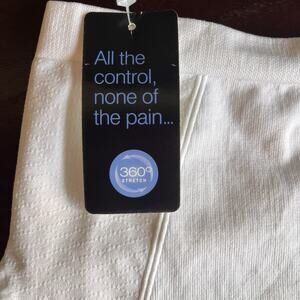 All the
control,
none of
the pain...
360°
STRETCH